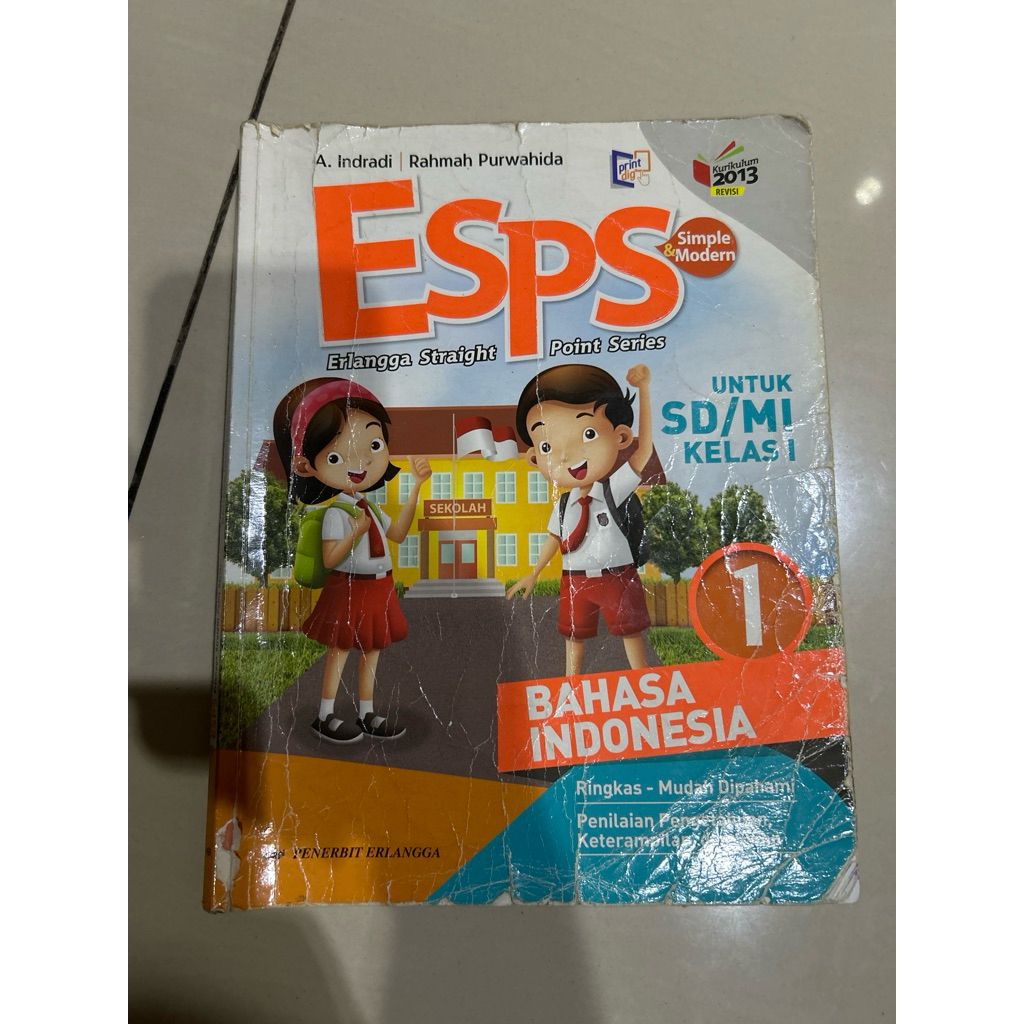 A. Indradi | Rahmah Purwahida
print
dig
Kurikulum
2013
REVISI
ESPS
Simple
&Modern
Erlangga Straight Point Series
UNTUK
SD/MI
KELAS I
SEKOLAH
1
BAHASA
INDONESIA
Ringkas - Mudah Dipahami
Penilaian
PENERBIT ERLANGGA